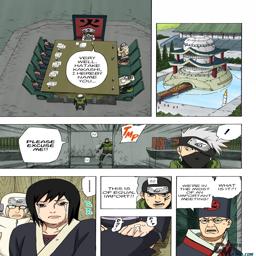 火
VERY
WELL.
HATAKE
KAKASHI,
I HEREBY
NAME
YOU...
TMP
!
PLEASE
EXCUSE
ME!!
WHAT
IS IT?!
WE'RE IN
THE MIDST
OF AN
IMPORTANT
MEETING!
THIS IS
OF EQUAL
IMPORT!!